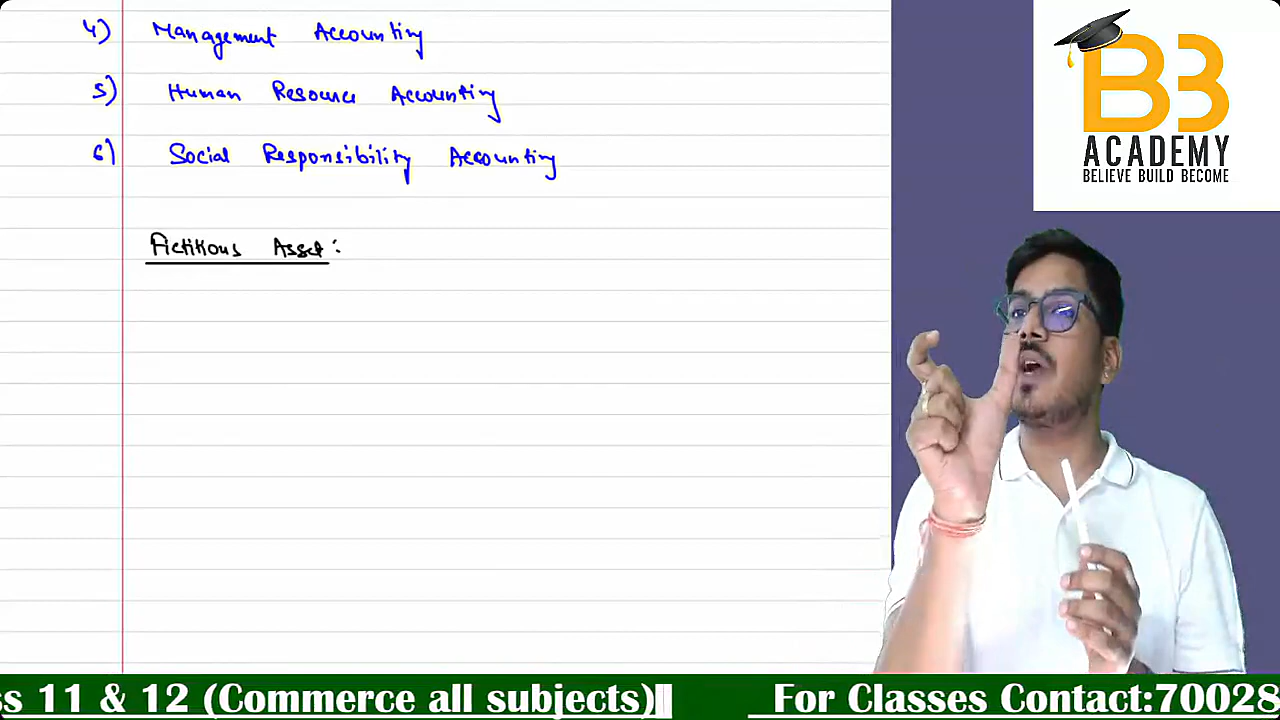 4) Management Accounting
5) Human Resource Accounting
6) Social Responsibility Accounting
Fictitious Asset:
B3
ACADEMY
BELIEVE BUILD BECOME
ss 11 & 12 (Commerce all subjects)|| For Classes Contact:70028